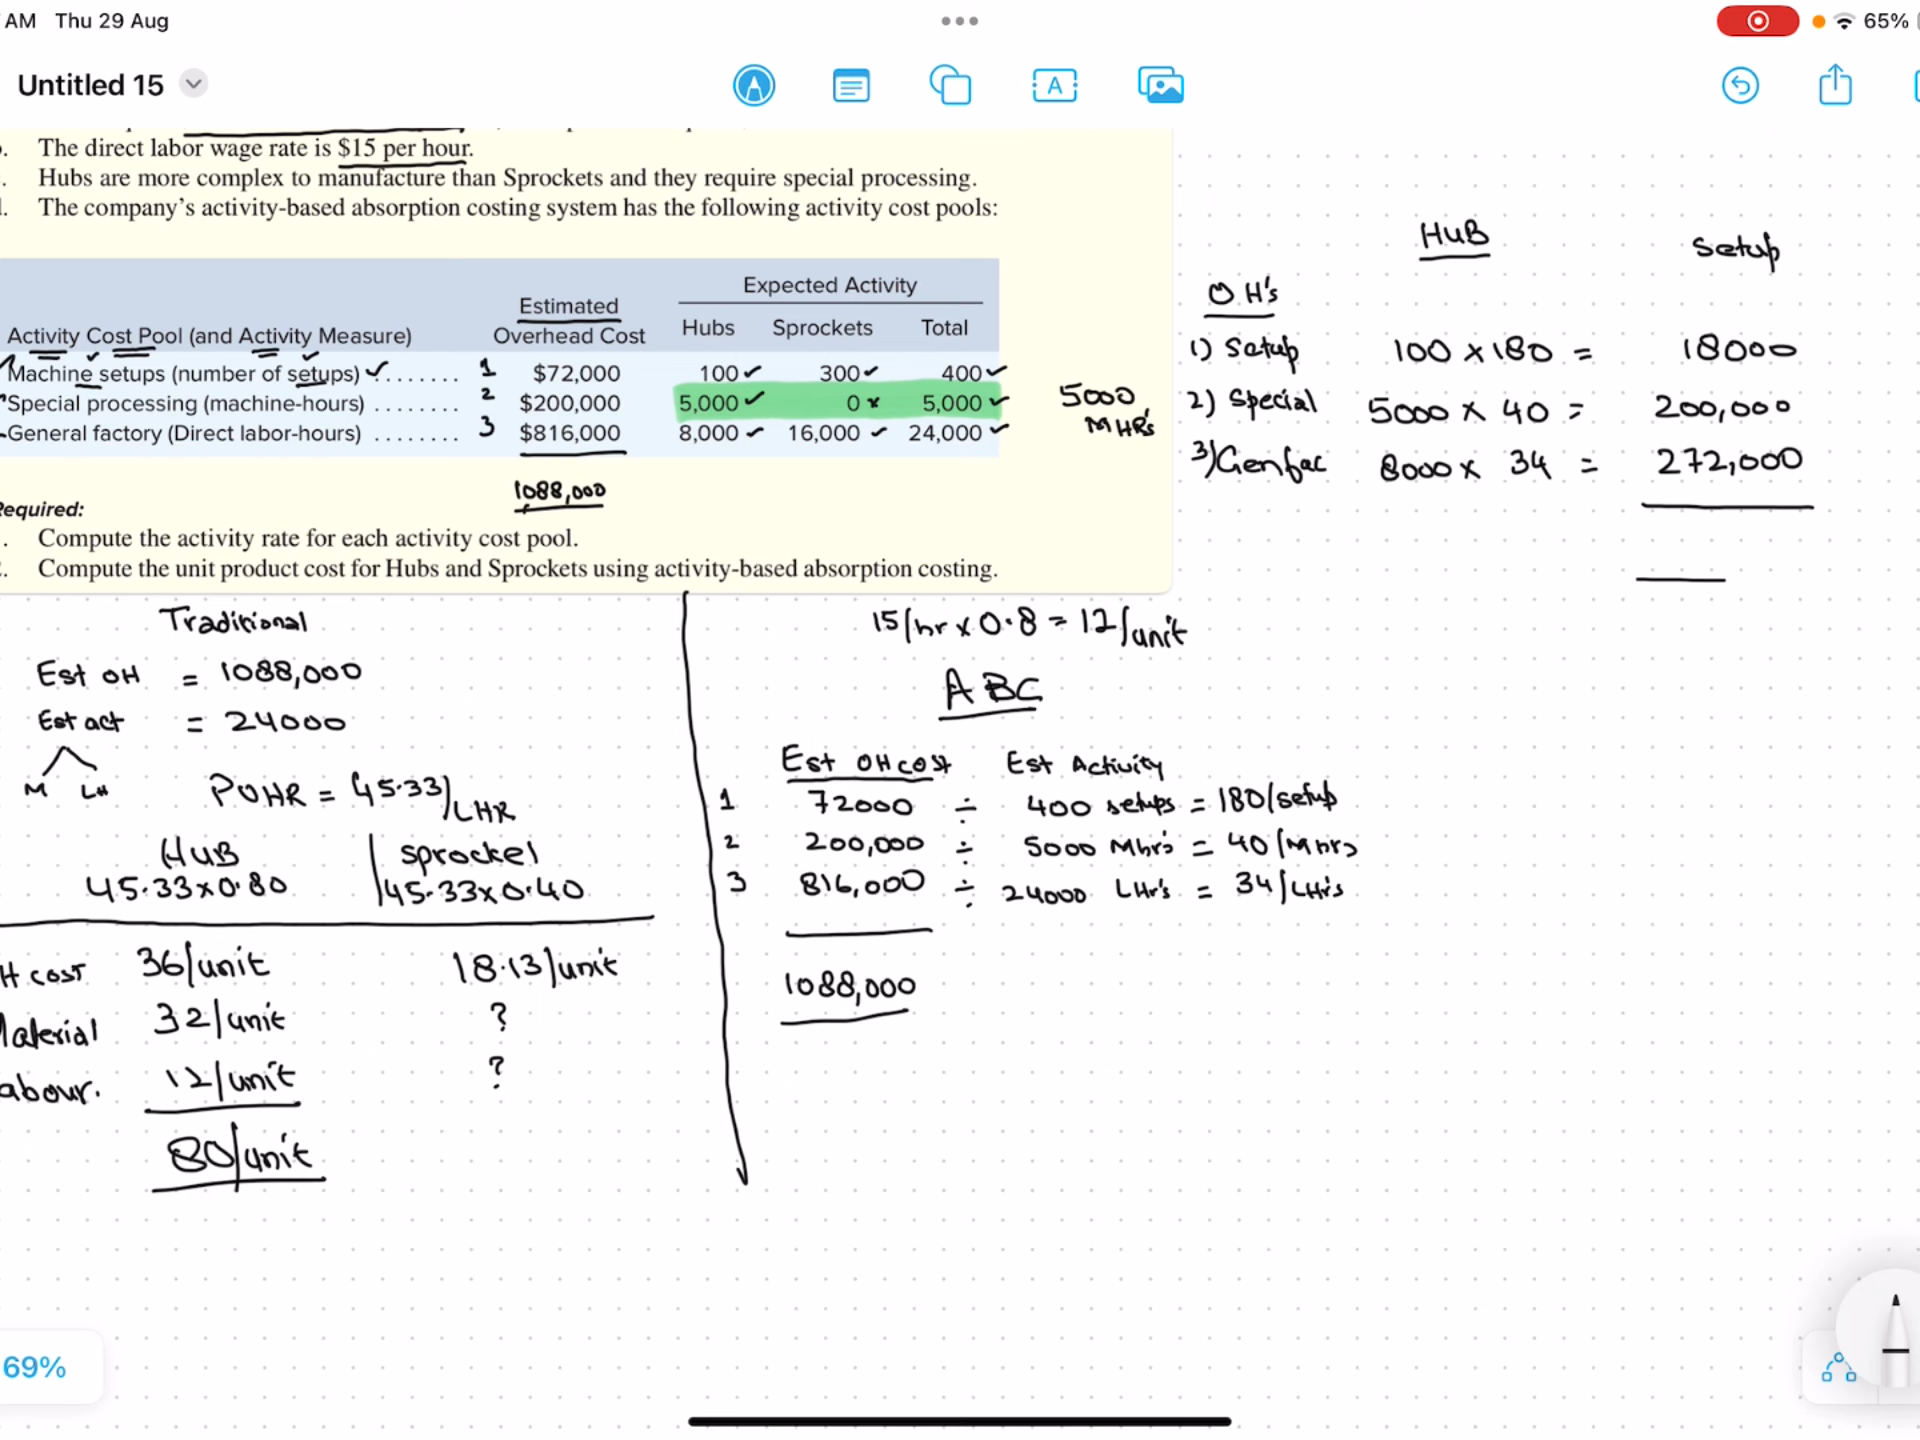 AM Thu 29 Aug
65%
Untitled 15
The direct labor wage rate is $15 per hour.
Hubs are more complex to manufacture than Sprockets and they require special processing.
The company's activity-based absorption costing system has the following activity cost pools:
Expected Activity
Estimated
Activity Cost Pool (and Activity Measure) Overhead Cost Hubs Sprockets Total
Machine setups (number of setups) ........ 1 $72,000 100 300 400
Special processing (machine-hours) ........ 2 $200,000 5,000 0 5,000
General factory (Direct labor-hours) ........ 3 $816,000 8,000 16,000 24,000
5000
MHR's
1088,000
Required:
Compute the activity rate for each activity cost pool.
Compute the unit product cost for Hubs and Sprockets using activity-based absorption costing.
HUB Setup
OH's
1) Setup 100 x 180 = 18000
2) Special 5000 x 40 = 200,000
3) Gen fac 8000 x 34 = 272,000
Traditional
Est OH = 1088,000
Est act = 24000
M LH
POHR = 45.33/LHR
HUB sprocket
45.33x0.80 45.33x0.40
H cost 36/unit 18.13/unit
Material 32/unit ?
abour. 12/unit ?
80/unit
15/hr x 0.8 = 12/unit
ABC
Est OH cost Est Activity
1 72000 ÷ 400 setups = 180/setup
2 200,000 ÷ 5000 Mhr's = 40/Mhrs
3 816,000 ÷ 24000 LHr's = 34/LHr's
1088,000
69%